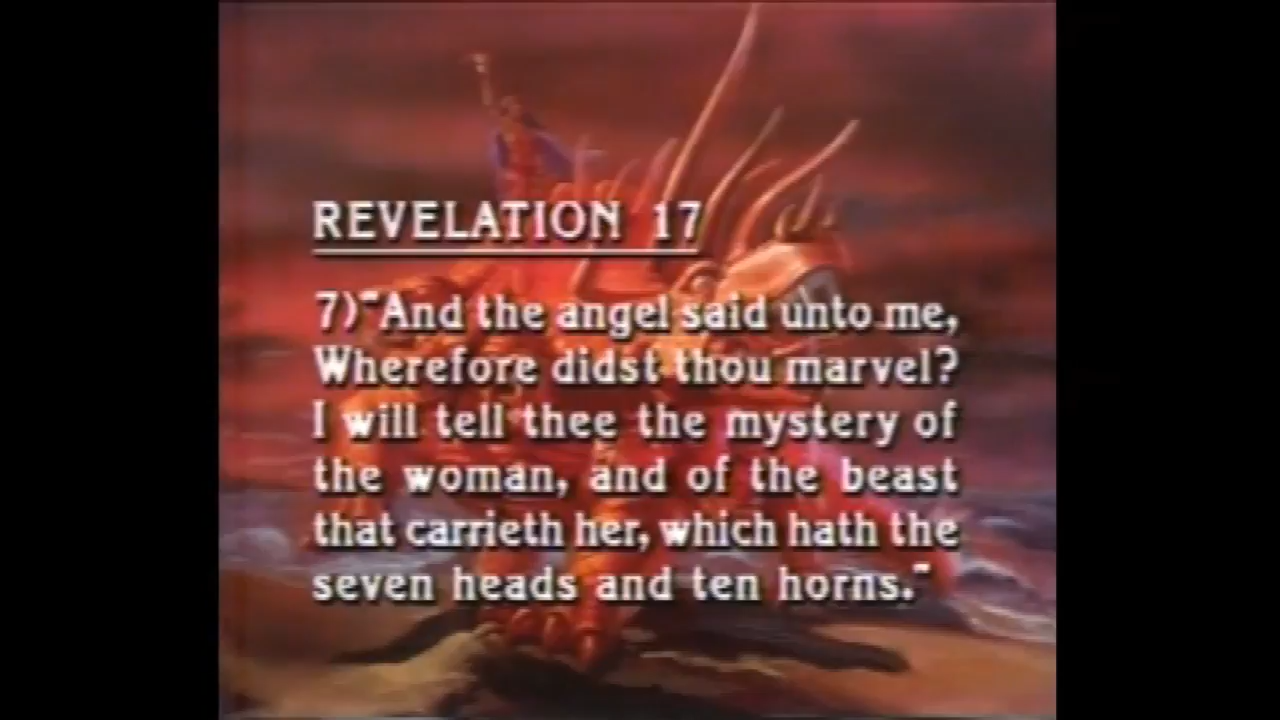 REVELATION 17
7)"And the angel said unto me,
Wherefore didst thou marvel?
I will tell thee the mystery of
the woman, and of the beast
that carrieth her, which hath the
seven heads and ten horns."